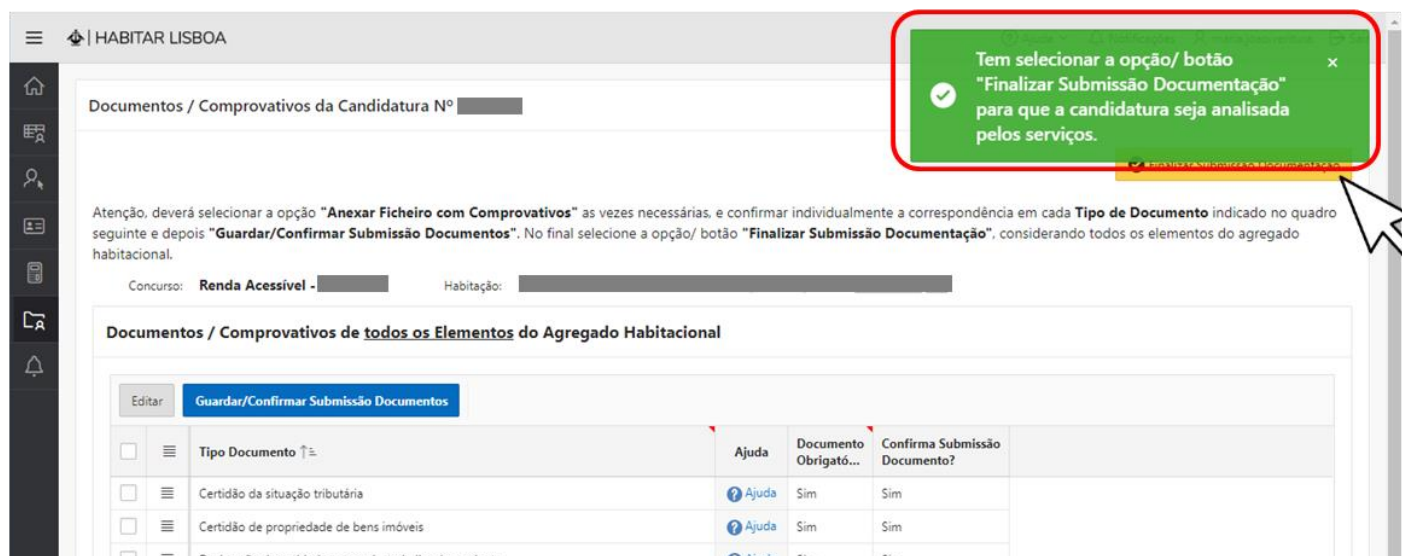 HABITAR LISBOA
Tem selecionar a opção/ botão
"Finalizar Submissão Documentação"
para que a candidatura seja analisada
pelos serviços.
Documentos / Comprovativos da Candidatura Nº
Finalizar Submissão Documentação
Atenção, deverá selecionar a opção "Anexar Ficheiro com Comprovativos" as vezes necessárias, e confirmar individualmente a correspondência em cada Tipo de Documento indicado no quadro
seguinte e depois "Guardar/Confirmar Submissão Documentos". No final selecione a opção/ botão "Finalizar Submissão Documentação", considerando todos os elementos do agregado
habitacional.
Concurso: Renda Acessível - Habitação:
Documentos / Comprovativos de todos os Elementos do Agregado Habitacional
Editar Guardar/Confirmar Submissão Documentos
Tipo Documento Ajuda Documento Obrigató... Confirma Submissão Documento?
Certidão da situação tributária Ajuda Sim Sim
Certidão de propriedade de bens imóveis Ajuda Sim Sim